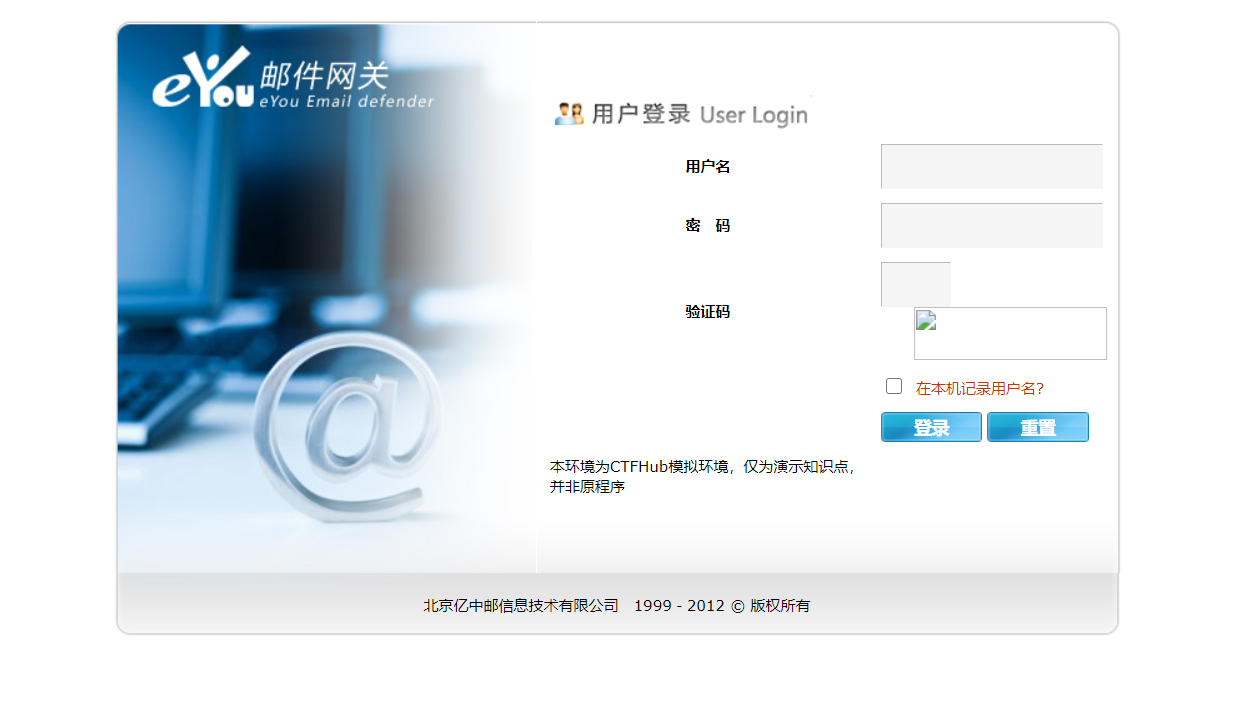 eYou 邮件网关
eYou Email defender
用户登录 User Login
用户名
密 码
验证码
在本机记录用户名?
登录 重置
本环境为CTFHub模拟环境，仅为演示知识点，
并非原程序
北京亿中邮信息技术有限公司 1999 - 2012 © 版权所有